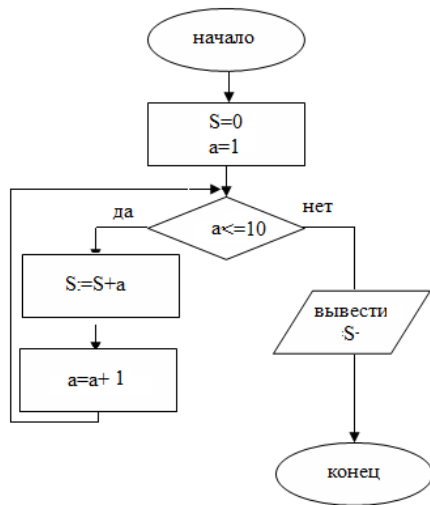 начало
S=0
a=1
да
нет
a<=10
S:=S+a
вывести
S
a=a+ 1
конец